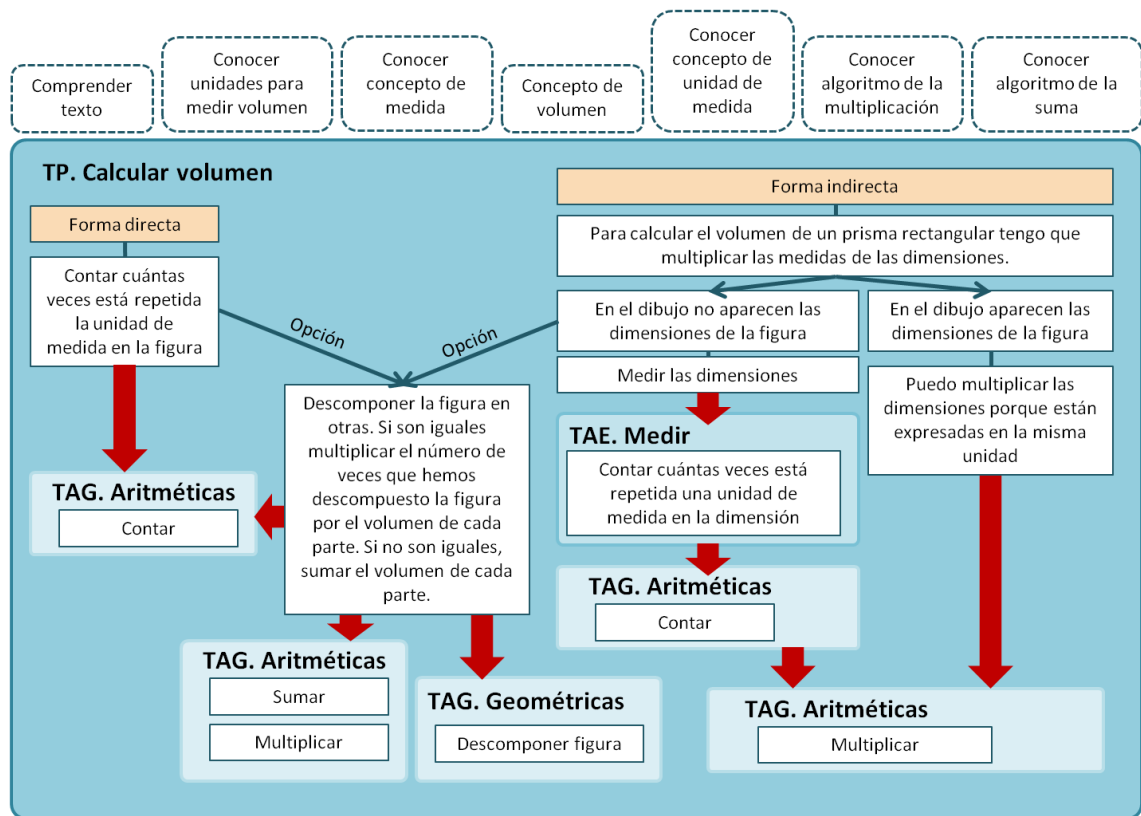 Comprender
texto
Conocer
unidades para
medir volumen
Conocer
concepto de
medida
Concepto de
volumen
Conocer
concepto de
unidad de
medida
Conocer
algoritmo de la
multiplicación
Conocer
algoritmo de la
suma
TP. Calcular volumen
Forma directa
Contar cuántas
veces está repetida
la unidad de
medida en la figura
Opción
Forma indirecta
Para calcular el volumen de un prisma rectangular tengo que
multiplicar las medidas de las dimensiones.
En el dibujo no aparecen las
dimensiones de la figura
En el dibujo aparecen las
dimensiones de la figura
Opción
Medir las dimensiones
Puedo multiplicar las
dimensiones porque están
expresadas en la misma
unidad
Descomponer la figura en
otras. Si son iguales
multiplicar el número de
veces que hemos
descompuesto la figura
por el volumen de cada
parte. Si no son iguales,
sumar el volumen de cada
parte.
TAE. Medir
Contar cuántas veces está
repetida una unidad de
medida en la dimensión
TAG. Aritméticas
Contar
TAG. Aritméticas
Contar
TAG. Aritméticas
Sumar
Multiplicar
TAG. Geométricas
Descomponer figura
TAG. Aritméticas
Multiplicar